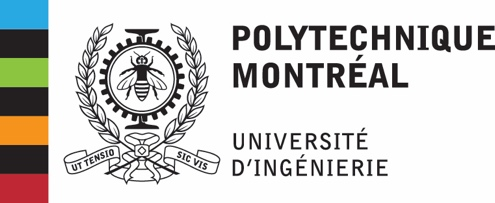 POLYTECHNIQUE
MONTRÉAL
UNIVERSITÉ
D'INGÉNIERIE
UT TENSIO SIC VIS